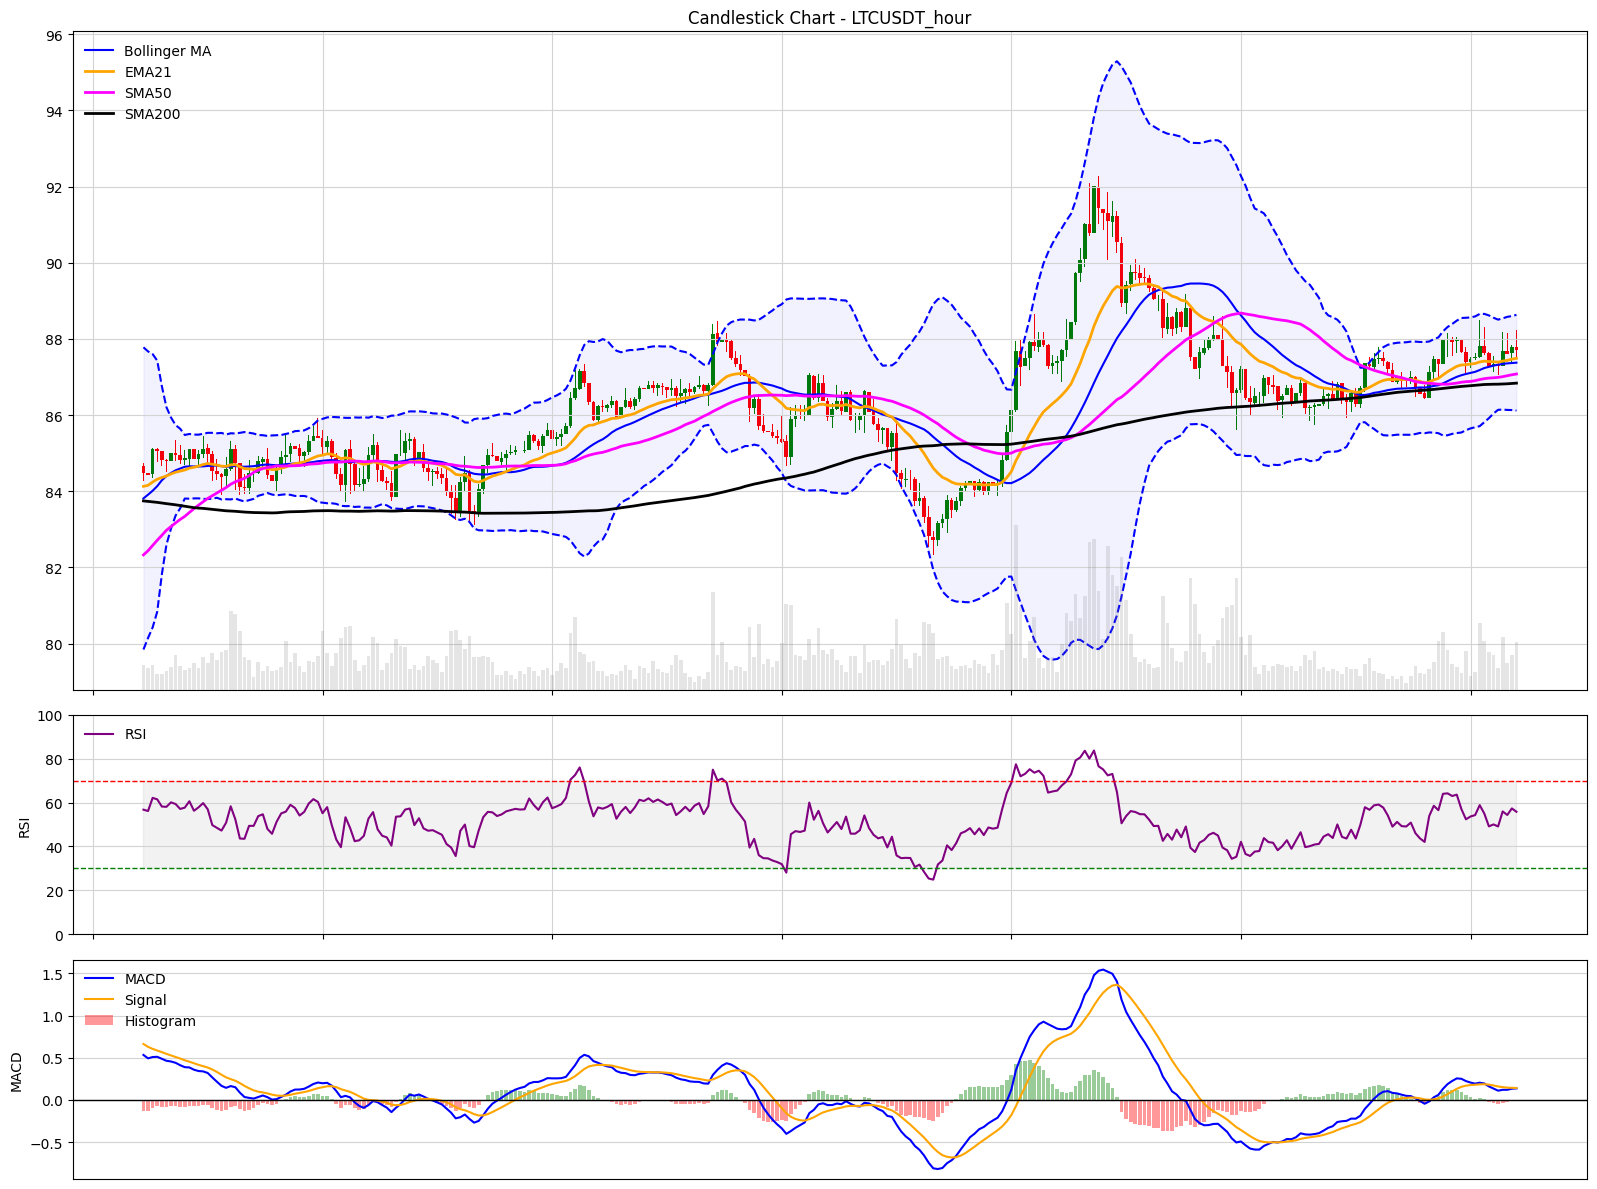 Candlestick Chart - LTCUSDT_hour
96
94
92
90
88
86
84
82
80
Bollinger MA
EMA21
SMA50
SMA200
100
80
60
40
20
0
RSI
RSI
1.5
1.0
0.5
0.0
−0.5
MACD
MACD
Signal
Histogram